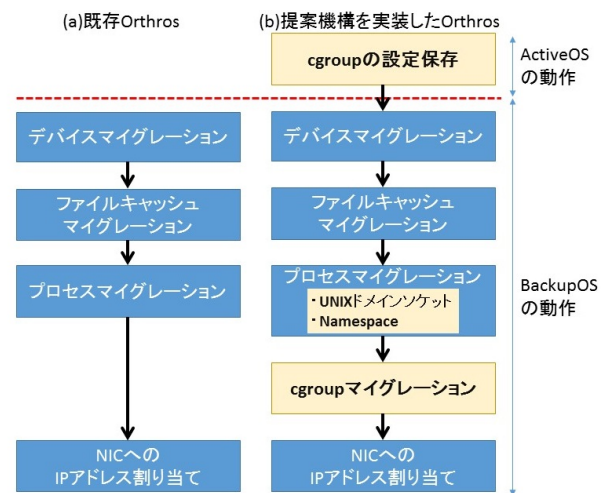 (a)既存Orthros
(b)提案機構を実装したOrthros
cgroupの設定保存
ActiveOS
の動作
デバイスマイグレーション
ファイルキャッシュ
マイグレーション
プロセスマイグレーション
NICへの
IPアドレス割り当て
デバイスマイグレーション
ファイルキャッシュ
マイグレーション
プロセスマイグレーション
・UNIXドメインソケット
・Namespace
cgroupマイグレーション
NICへの
IPアドレス割り当て
BackupOS
の動作